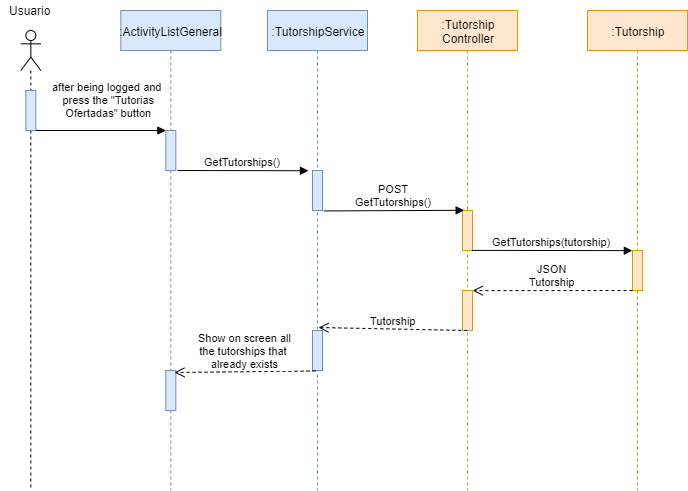 Usuario
:ActivityListGeneral
:TutorshipService
:Tutorship
Controller
:Tutorship
after being logged and
press the "Tutorias
Ofertadas" button
GetTutorships()
POST
GetTutorships()
GetTutorships(tutorship)
JSON
Tutorship
Tutorship
Show on screen all
the tutorships that
already exists